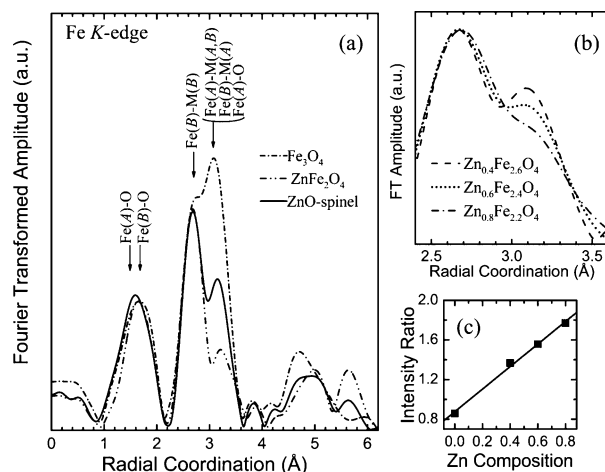 Fe K-edge
(a)
Fe(A)-O
Fe(B)-O
Fe(B)-M(B)
Fe(A)-M(A,B)
Fe(B)-M(A)
Fe(A)-O
Fe3O4
ZnFe2O4
ZnO-spinel
Fourier Transformed Amplitude (a.u.)
0 1 2 3 4 5 6
Radial Coordination (Å)
(b)
FT Amplitude (a.u.)
Zn0.4Fe2.6O4
Zn0.6Fe2.4O4
Zn0.8Fe2.2O4
2.5 3.0 3.5
Radial Coordination (Å)
(c)
Intensity Ratio
2.0
1.6
1.2
0.8
0.0 0.2 0.4 0.6 0.8
Zn Composition